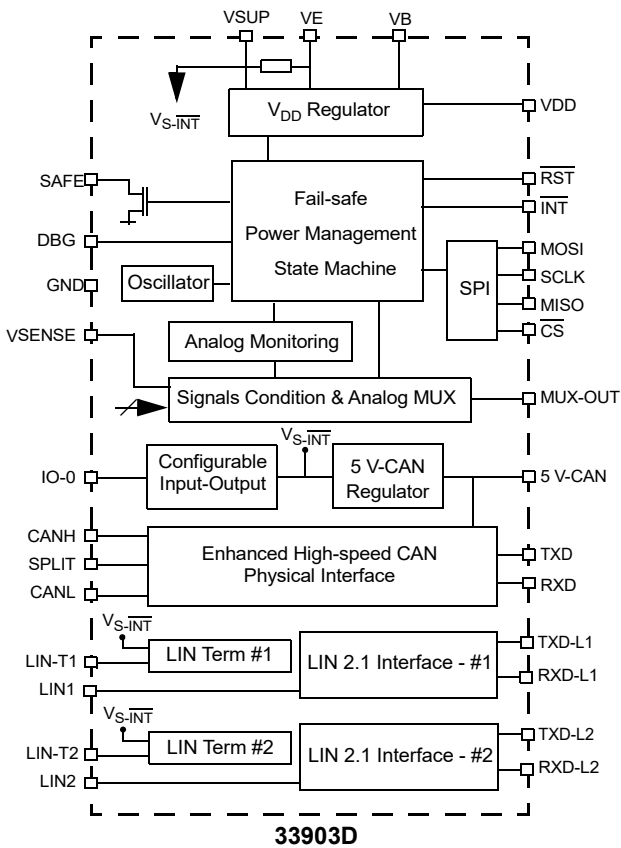 VSUP VE VB
VS-INT
VDD Regulator
VDD
SAFE
Fail-safe
Power Management
State Machine
RST
INT
DBG
GND
Oscillator
SPI
MOSI
SCLK
MISO
CS
VSENSE
Analog Monitoring
Signals Condition & Analog MUX
MUX-OUT
VS-INT
IO-0
Configurable
Input-Output
5 V-CAN
Regulator
5 V-CAN
CANH
SPLIT
CANL
Enhanced High-speed CAN
Physical Interface
TXD
RXD
VS-INT
LIN-T1
LIN1
LIN Term #1
LIN 2.1 Interface - #1
TXD-L1
RXD-L1
VS-INT
LIN-T2
LIN2
LIN Term #2
LIN 2.1 Interface - #2
TXD-L2
RXD-L2
33903D